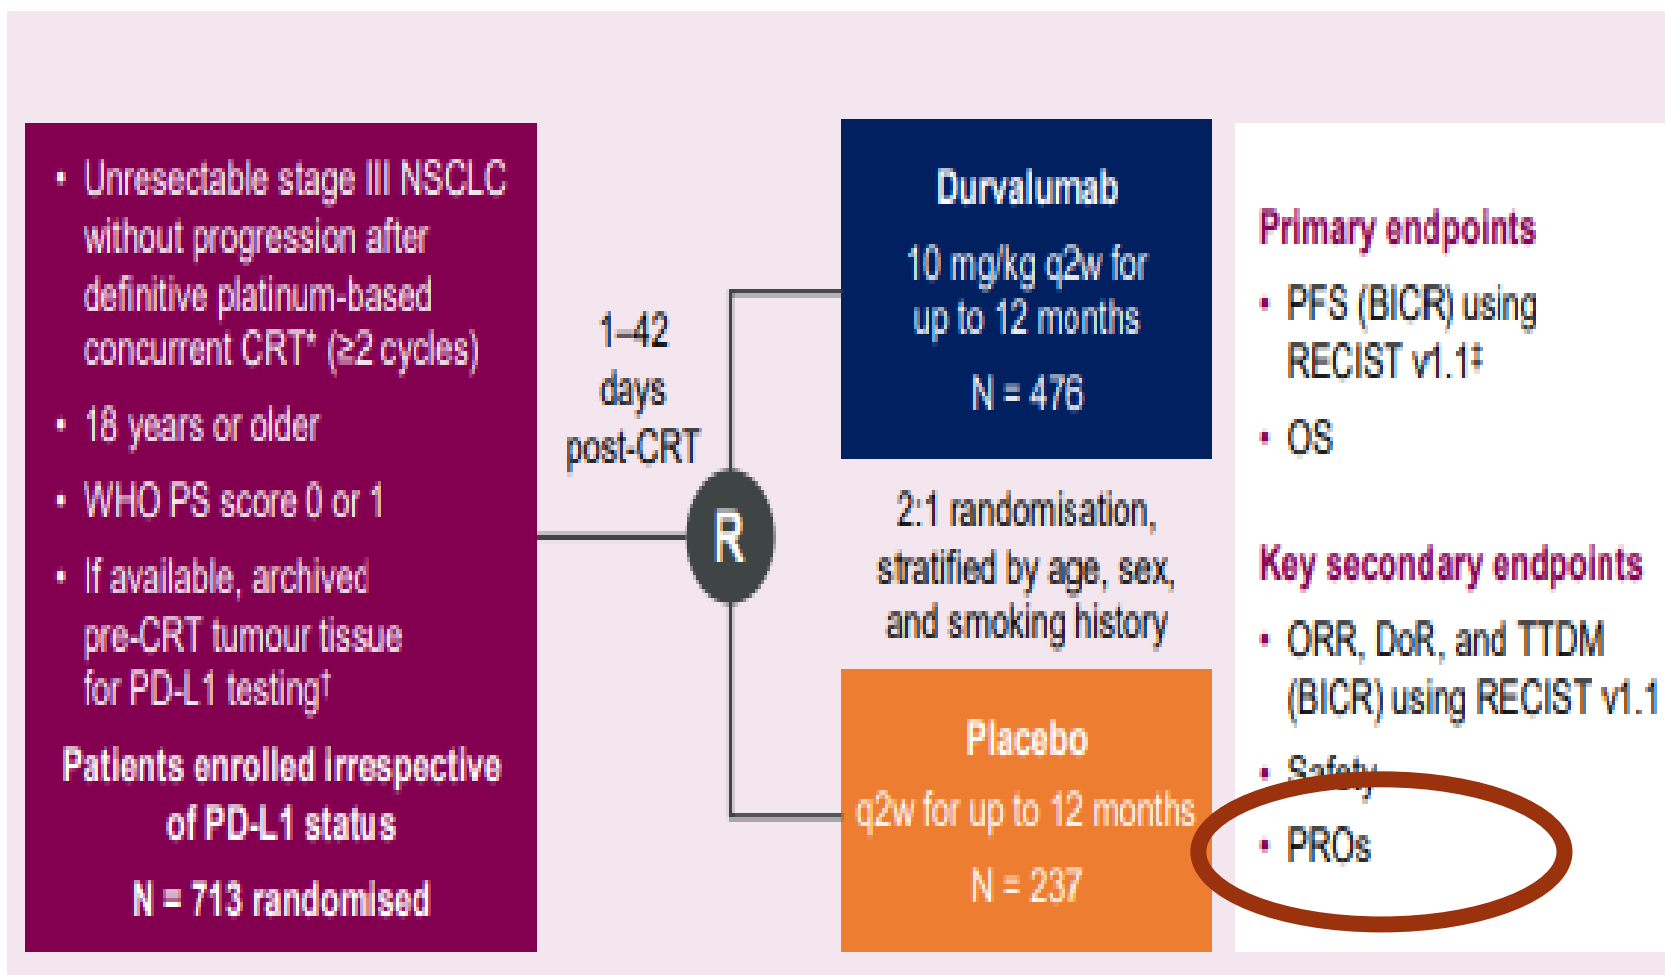 • Unresectable stage III NSCLC
without progression after
definitive platinum-based
concurrent CRT* (≥2 cycles)
• 18 years or older
• WHO PS score 0 or 1
• If available, archived
pre-CRT tumour tissue
for PD-L1 testing†
Patients enrolled irrespective
of PD-L1 status
N = 713 randomised
1–42
days
post-CRT
R
Durvalumab
10 mg/kg q2w for
up to 12 months
N = 476
2:1 randomisation,
stratified by age, sex,
and smoking history
Placebo
q2w for up to 12 months
N = 237
Primary endpoints
• PFS (BICR) using
RECIST v1.1‡
• OS
Key secondary endpoints
• ORR, DoR, and TTDM
(BICR) using RECIST v1.1
• Safety
• PROs